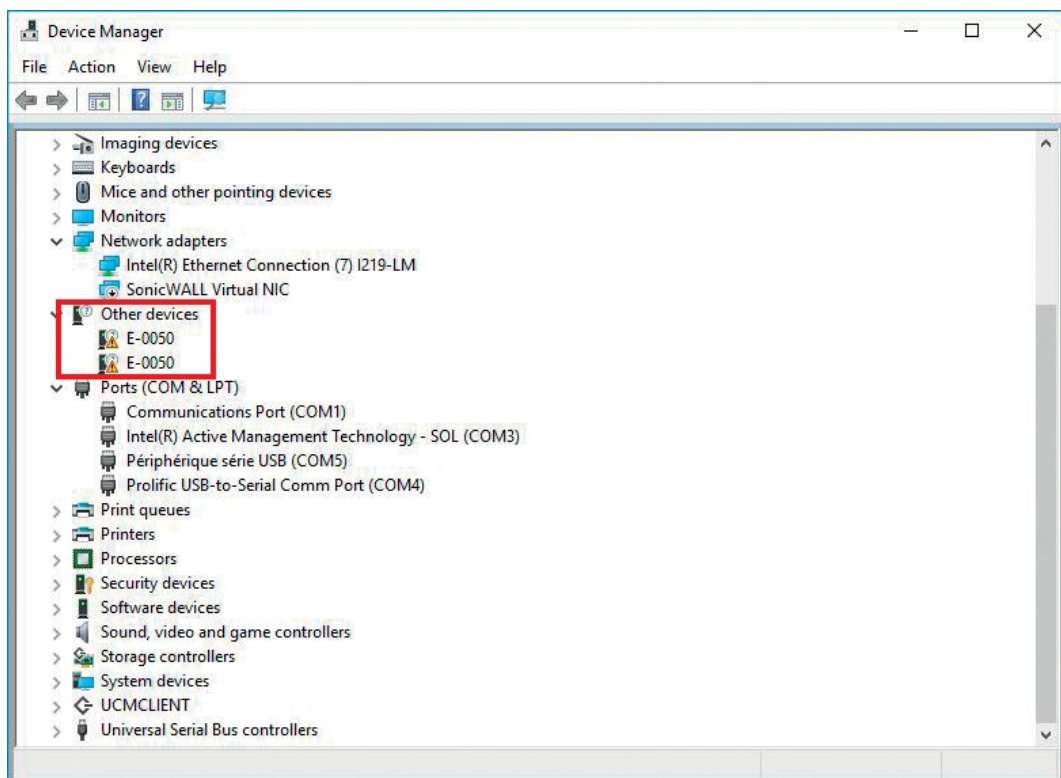 Device Manager
File Action View Help
Imaging devices
Keyboards
Mice and other pointing devices
Monitors
Network adapters
Intel(R) Ethernet Connection (7) I219-LM
SonicWALL Virtual NIC
Other devices
E-0050
E-0050
Ports (COM & LPT)
Communications Port (COM1)
Intel(R) Active Management Technology - SOL (COM3)
Périphérique série USB (COM5)
Prolific USB-to-Serial Comm Port (COM4)
Print queues
Printers
Processors
Security devices
Software devices
Sound, video and game controllers
Storage controllers
System devices
UCMCLIENT
Universal Serial Bus controllers